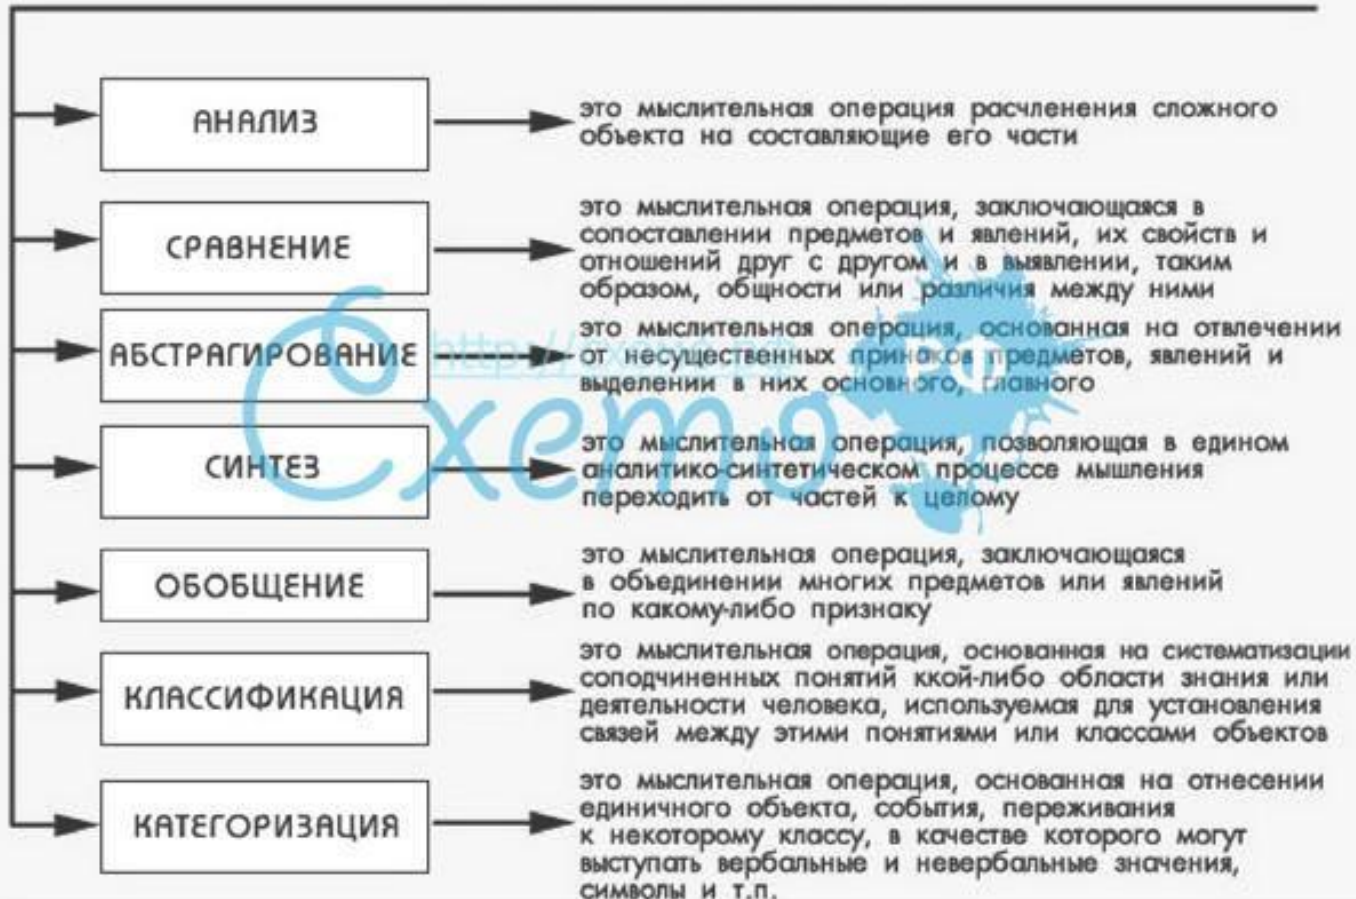 АНАЛИЗ
это мыслительная операция расчленения сложного
объекта на составляющие его части
СРАВНЕНИЕ
это мыслительная операция, заключающаяся в
сопоставлении предметов и явлений, их свойств и
отношений друг с другом и в выявлении, таким
образом, общности или различия между ними
АБСТРАГИРОВАНИЕ
это мыслительная операция, основанная на отвлечении
от несущественных принаков предметов, явлений и
выделении в них основного, главного
СИНТЕЗ
это мыслительная операция, позволяющая в едином
аналитико-синтетическом процессе мышления
переходить от частей к целому
ОБОБЩЕНИЕ
это мыслительная операция, заключающаяся
в объединении многих предметов или явлений
по какому-либо признаку
КЛАССИФИКАЦИЯ
это мыслительная операция, основанная на систематизации
соподчиненных понятий ккой-либо области знания или
деятельности человека, используемая для установления
связей между этими понятиями или классами объектов
КАТЕГОРИЗАЦИЯ
это мыслительная операция, основанная на отнесении
единичного объекта, события, переживания
к некоторому классу, в качестве которого могут
выступать вербальные и невербальные значения,
символы и т.п.
Схемо
РФ